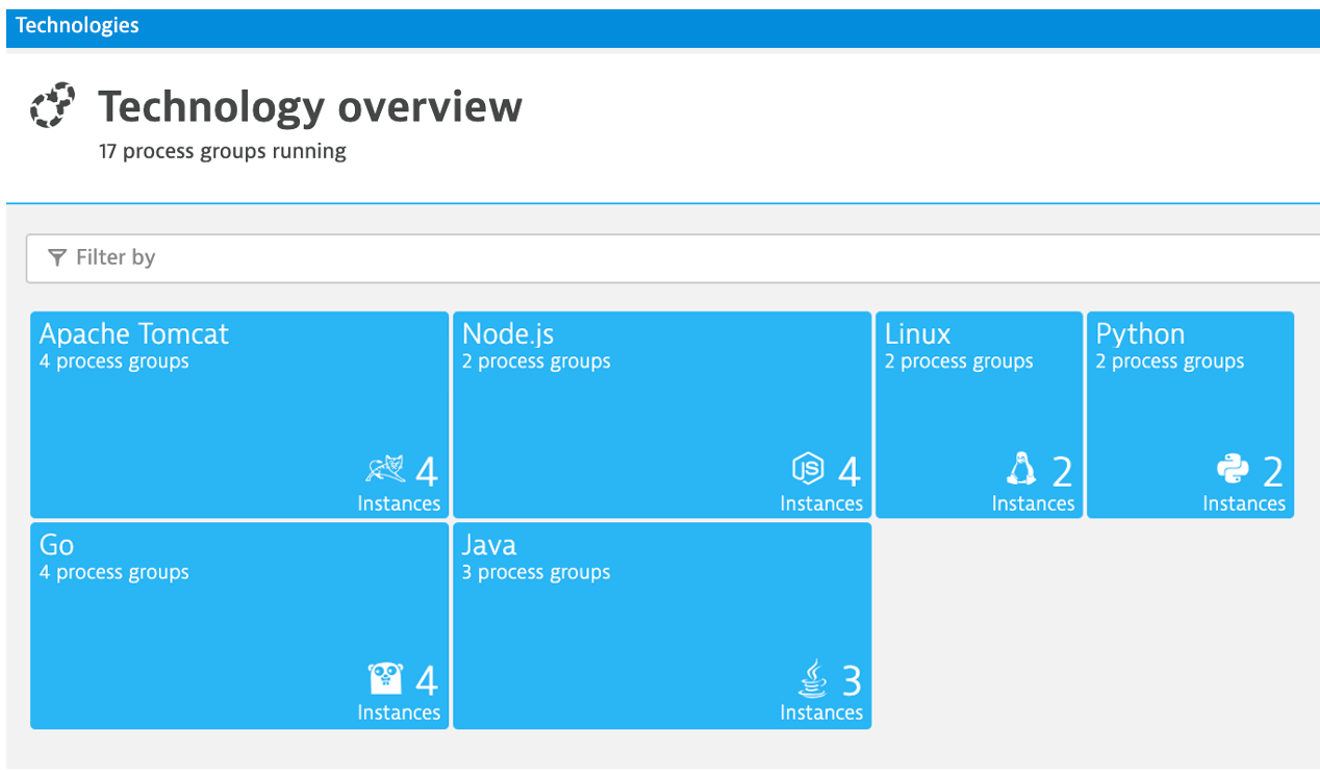 Technologies
Technology overview
17 process groups running
Filter by
Apache Tomcat
4 process groups
4
Instances
Node.js
2 process groups
JS
4
Instances
Linux
2 process groups
2
Instances
Python
2 process groups
2
Instances
Go
4 process groups
4
Instances
Java
3 process groups
3
Instances